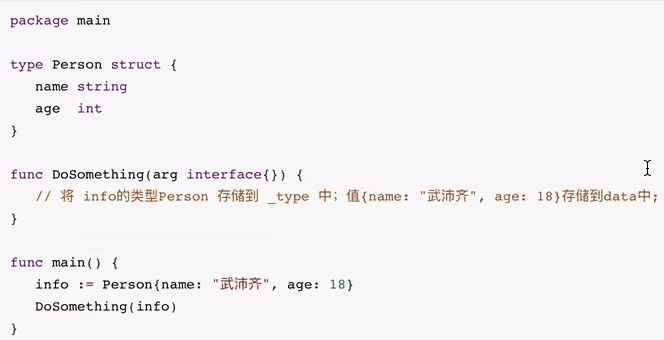 package main
type Person struct {
name string
age int
}
func DoSomething(arg interface{}) {
// 将 info的类型Person 存储到 _type 中；值{name: "武沛齐", age: 18}存储到data中;
}
func main() {
info := Person{name: "武沛齐", age: 18}
DoSomething(info)
}